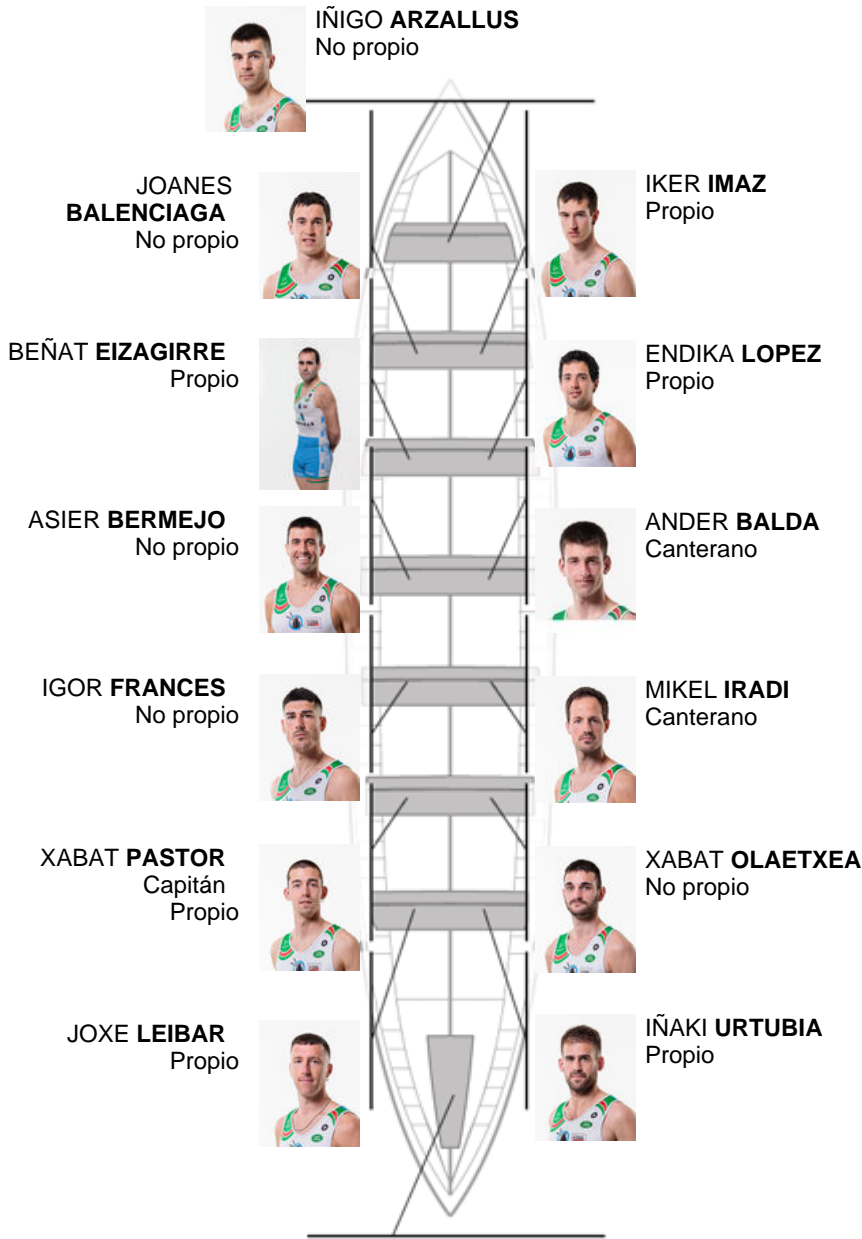 IÑIGO ARZALLUS
No propio
JOANES
BALENCIAGA
No propio
IKER IMAZ
Propio
BEÑAT EIZAGIRRE
Propio
ENDIKA LOPEZ
Propio
ASIER BERMEJO
No propio
ANDER BALDA
Canterano
IGOR FRANCES
No propio
MIKEL IRADI
Canterano
XABAT PASTOR
Capitán
Propio
XABAT OLAETXEA
No propio
JOXE LEIBAR
Propio
IÑAKI URTUBIA
Propio